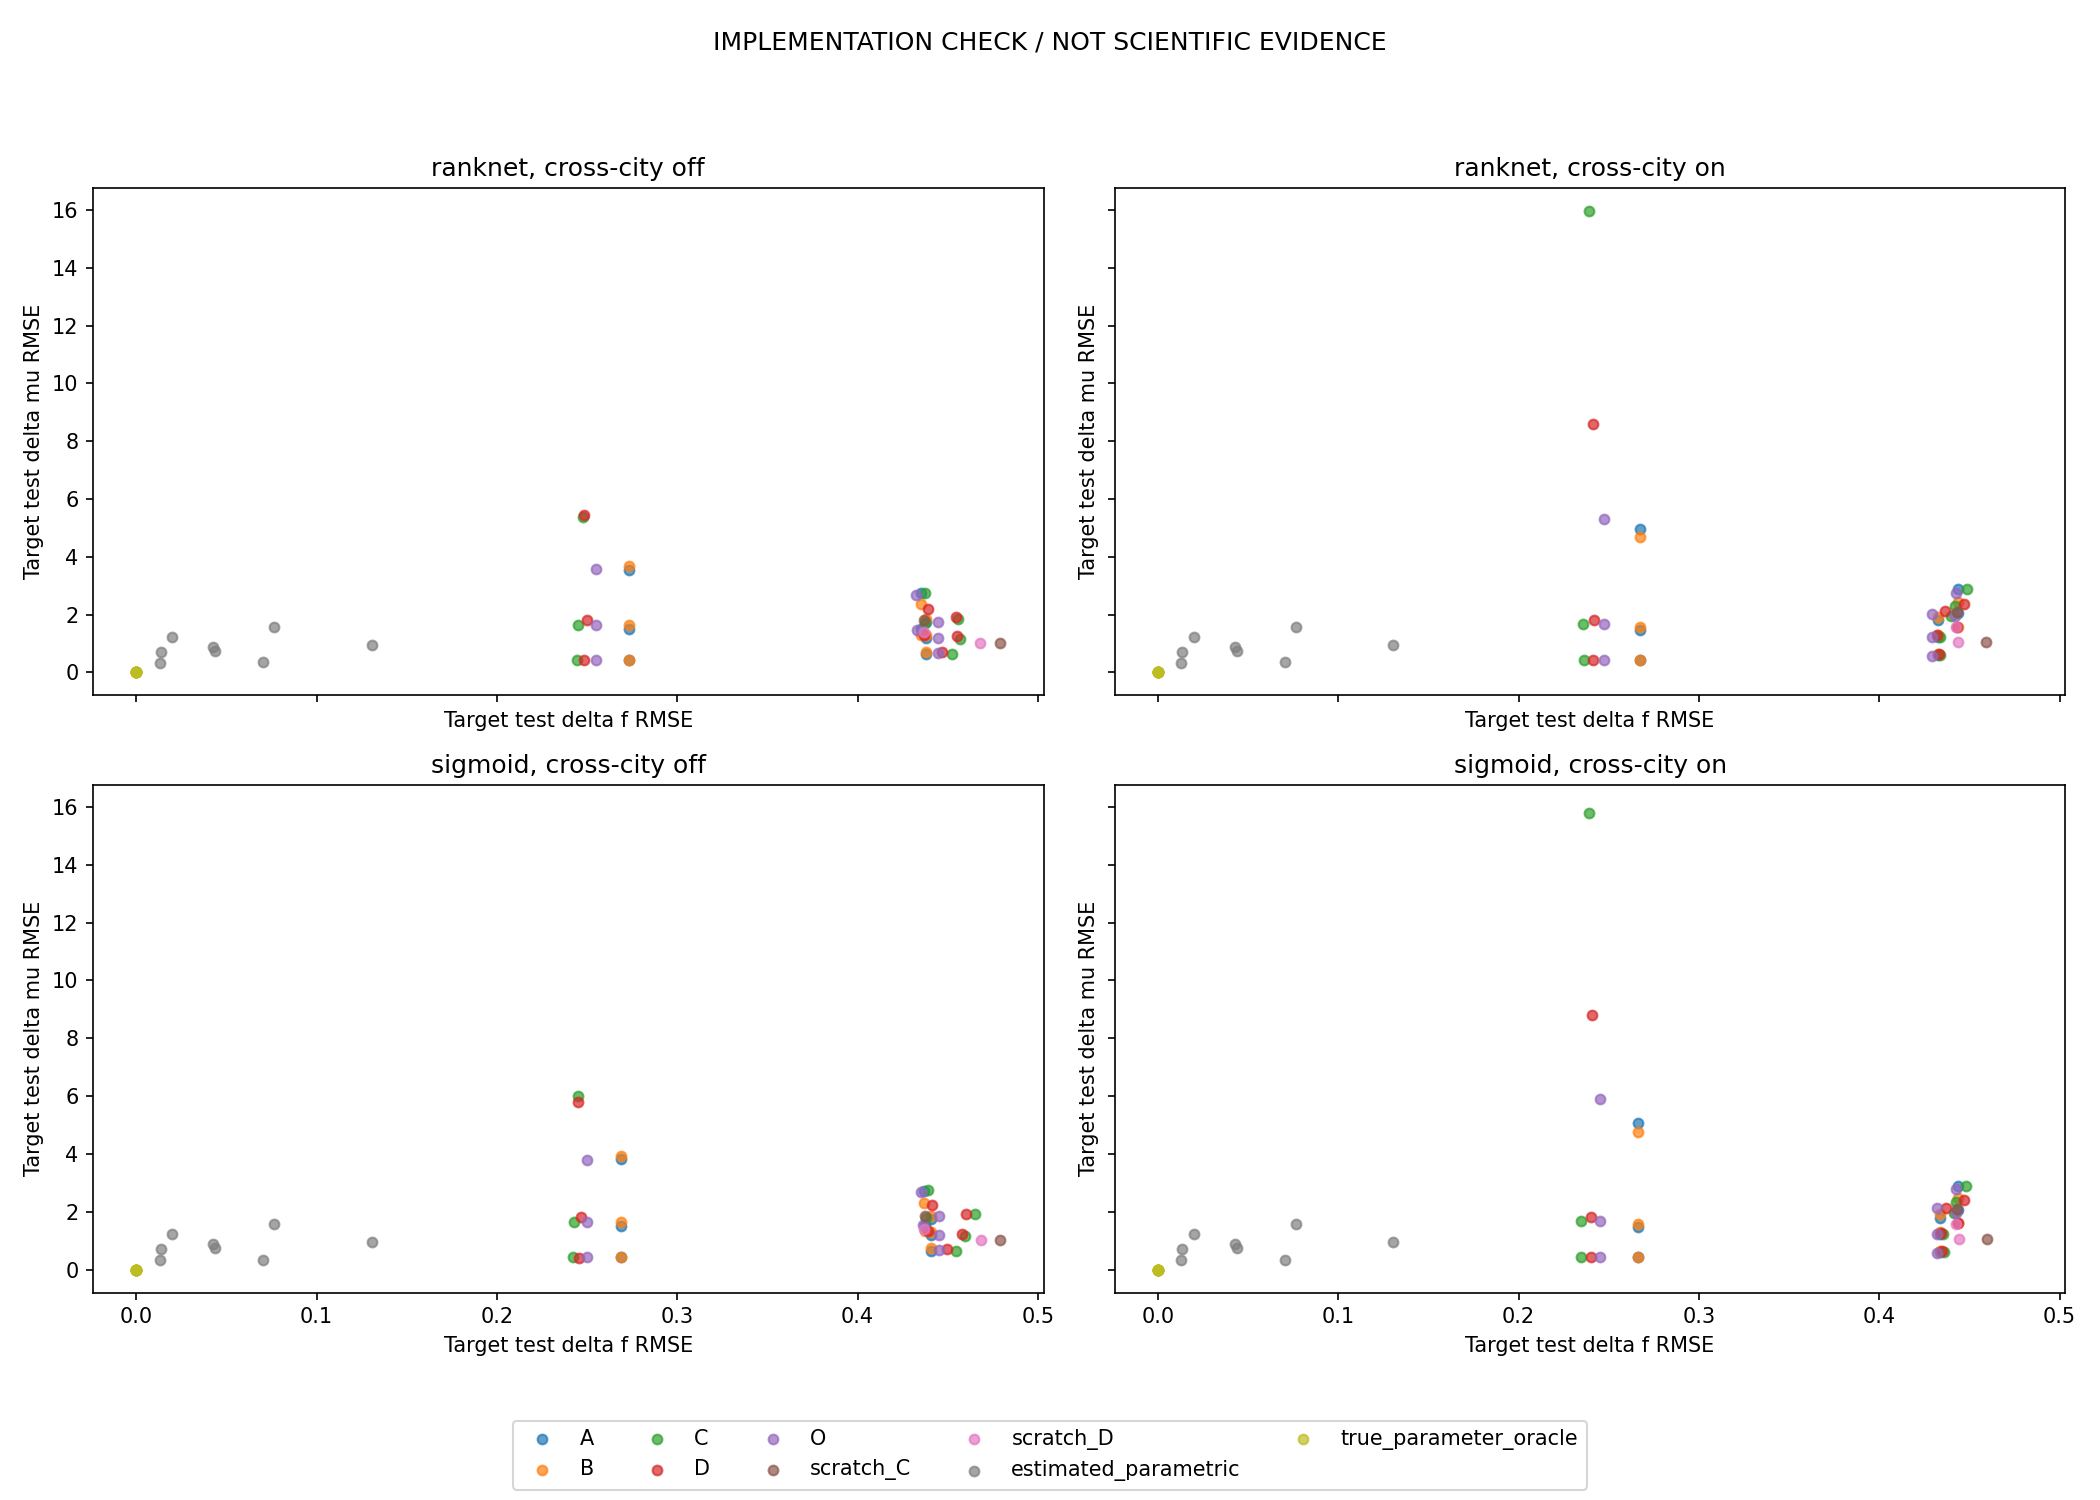 IMPLEMENTATION CHECK / NOT SCIENTIFIC EVIDENCE
ranknet, cross-city off
ranknet, cross-city on
16
14
12
10
8
6
4
2
0
Target test delta mu RMSE
Target test delta mu RMSE
Target test delta f RMSE
Target test delta f RMSE
sigmoid, cross-city off
sigmoid, cross-city on
16
14
12
10
8
6
4
2
0
Target test delta mu RMSE
Target test delta mu RMSE
0.0 0.1 0.2 0.3 0.4 0.5
0.0 0.1 0.2 0.3 0.4 0.5
Target test delta f RMSE
Target test delta f RMSE
A C O scratch_D true_parameter_oracle
B D scratch_C estimated_parametric